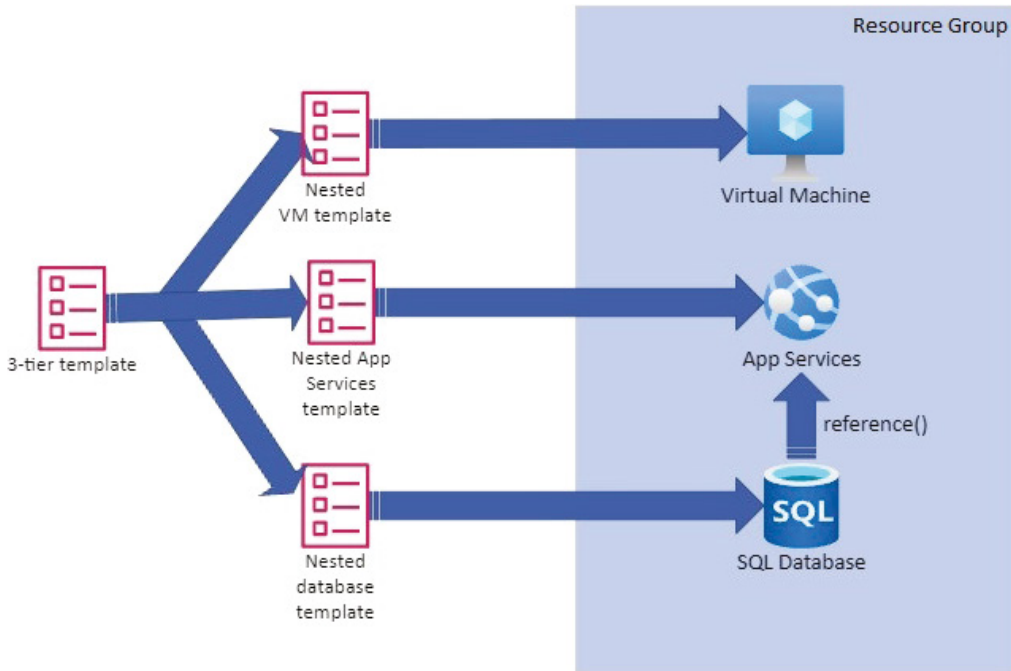 Resource Group
Nested
VM template
Virtual Machine
3-tier template
Nested App
Services
template
App Services
reference()
Nested
database
template
SQL
SQL Database